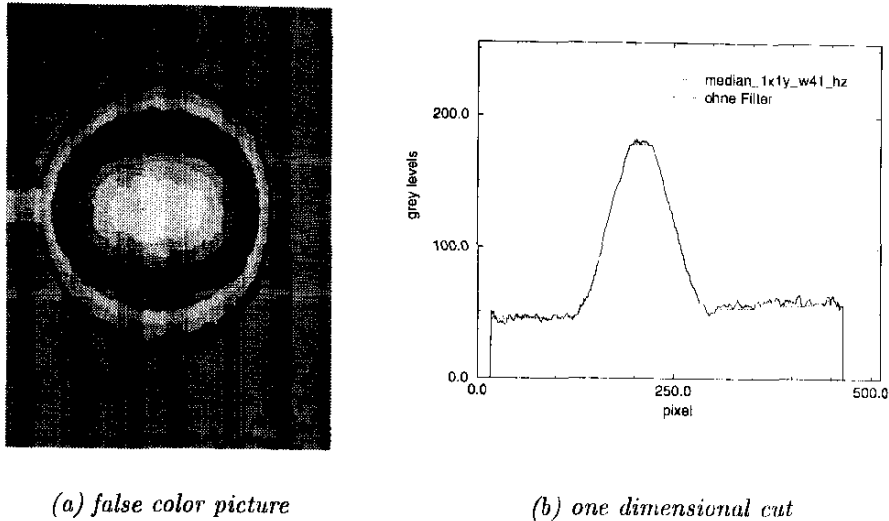 median_1x1y_w41_hz
ohne Filter
200.0
grey levels
100.0
0.0
0.0
250.0
500.0
pixel
(a) false color picture
(b) one dimensional cut